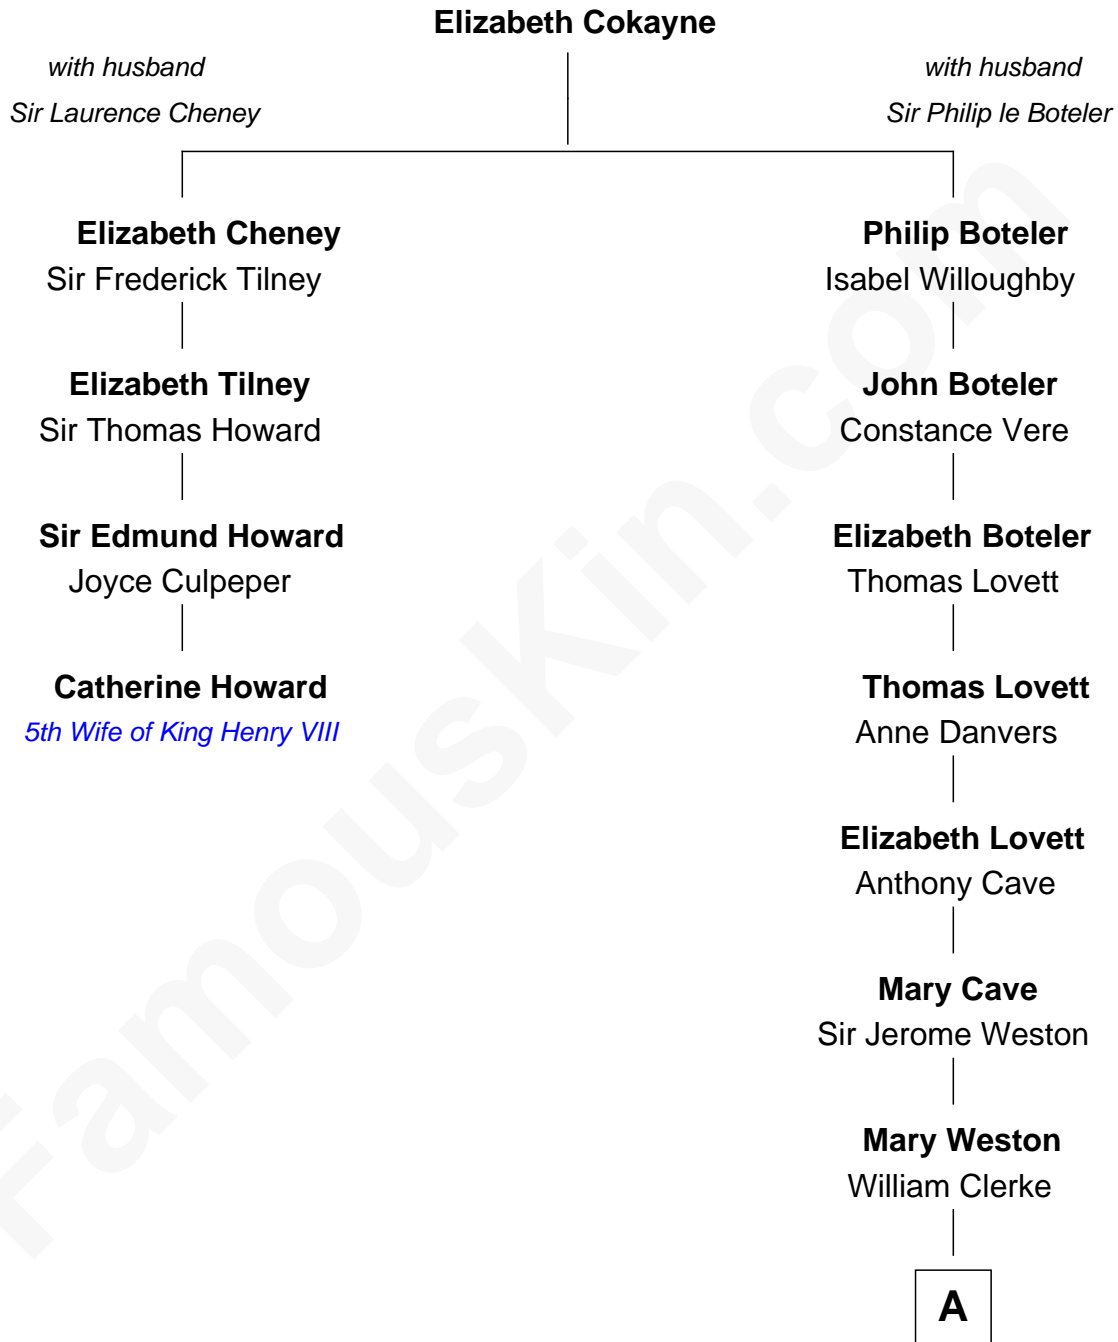 Elizabeth Cokayne
with husband
Sir Laurence Cheney
with husband
Sir Philip le Boteler
Elizabeth Cheney
Sir Frederick Tilney
Elizabeth Tilney
Sir Thomas Howard
Sir Edmund Howard
Joyce Culpeper
Catherine Howard
5th Wife of King Henry VIII
Philip Boteler
Isabel Willoughby
John Boteler
Constance Vere
Elizabeth Boteler
Thomas Lovett
Thomas Lovett
Anne Danvers
Elizabeth Lovett
Anthony Cave
Mary Cave
Sir Jerome Weston
Mary Weston
William Clerke
A
FamousKin.com